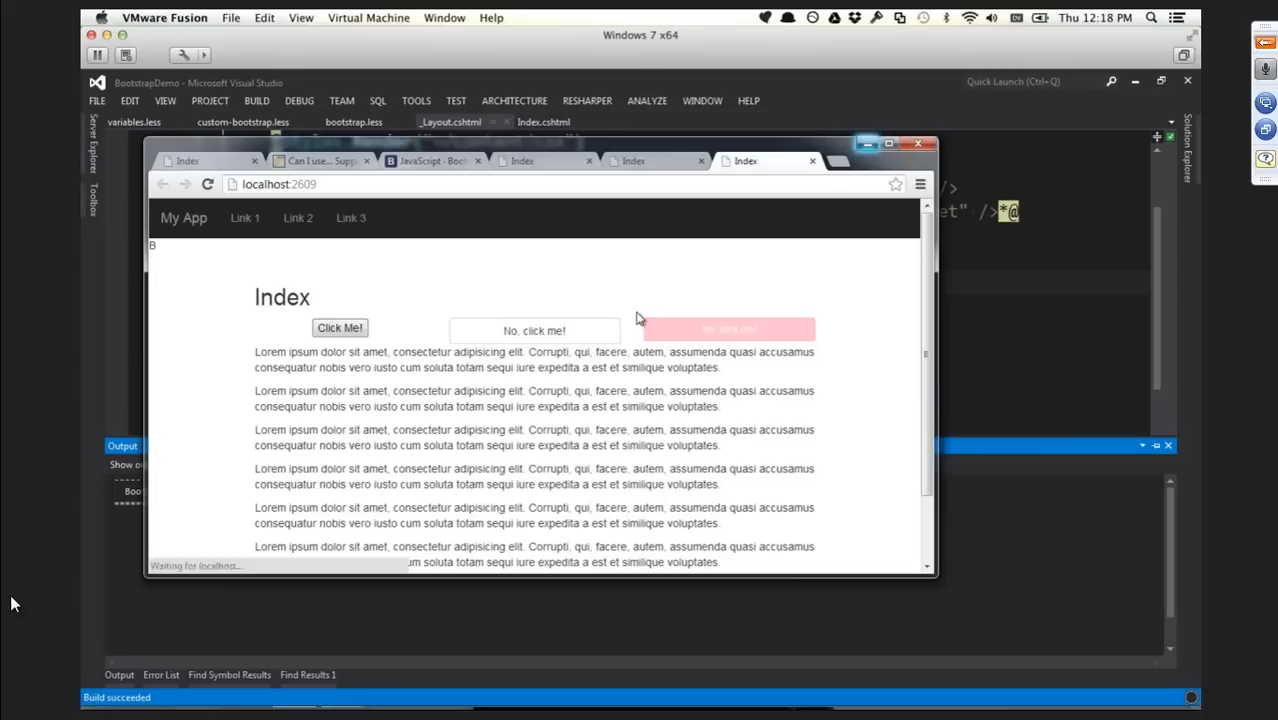 VMware Fusion File Edit View Virtual Machine Window Help Thu 12:18 PM
Windows 7 x64
BootstrapDemo - Microsoft Visual Studio Quick Launch (Ctrl+Q)
FILE EDIT VIEW PROJECT BUILD DEBUG TEAM SQL TOOLS TEST ARCHITECTURE RESHARPER ANALYZE WINDOW HELP
variables.less custom-bootstrap.less bootstrap.less _Layout.cshtml Index.cshtml
Server Explorer
Toolbox
Solution Explorer
Index Can I use... Supp JavaScript - Boot Index Index Index
localhost:2609
/>
et" />*@
My App Link 1 Link 2 Link 3
B
Index
Click Me! No, click me! No, click me!
Lorem ipsum dolor sit amet, consectetur adipisicing elit. Corrupti, qui, facere, autem, assumenda quasi accusamus
consequatur nobis vero iusto cum soluta totam sequi iure expedita a est et similique voluptates.
Lorem ipsum dolor sit amet, consectetur adipisicing elit. Corrupti, qui, facere, autem, assumenda quasi accusamus
consequatur nobis vero iusto cum soluta totam sequi iure expedita a est et similique voluptates.
Lorem ipsum dolor sit amet, consectetur adipisicing elit. Corrupti, qui, facere, autem, assumenda quasi accusamus
consequatur nobis vero iusto cum soluta totam sequi iure expedita a est et similique voluptates.
Lorem ipsum dolor sit amet, consectetur adipisicing elit. Corrupti, qui, facere, autem, assumenda quasi accusamus
consequatur nobis vero iusto cum soluta totam sequi iure expedita a est et similique voluptates.
Lorem ipsum dolor sit amet, consectetur adipisicing elit. Corrupti, qui, facere, autem, assumenda quasi accusamus
consequatur nobis vero iusto cum soluta totam sequi iure expedita a est et similique voluptates.
Lorem ipsum dolor sit amet, consectetur adipisicing elit. Corrupti, qui, facere, autem, assumenda quasi accusamus
um soluta totam sequi iure expedita a est et similique voluptates.
Waiting for localhost...
Output
Show o
Boo
Output Error List Find Symbol Results Find Results 1
Build succeeded